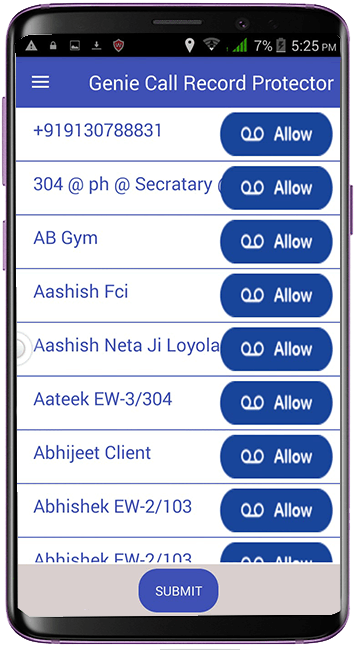 7% 5:25 PM
Genie Call Record Protector
+919130788831 Allow
304 @ ph @ Secratary Allow
AB Gym Allow
Aashish Fci Allow
Aashish Neta Ji Loyola Allow
Aateek EW-3/304 Allow
Abhijeet Client Allow
Abhishek EW-2/103 Allow
Abhishek EW-2/103 Allow
SUBMIT